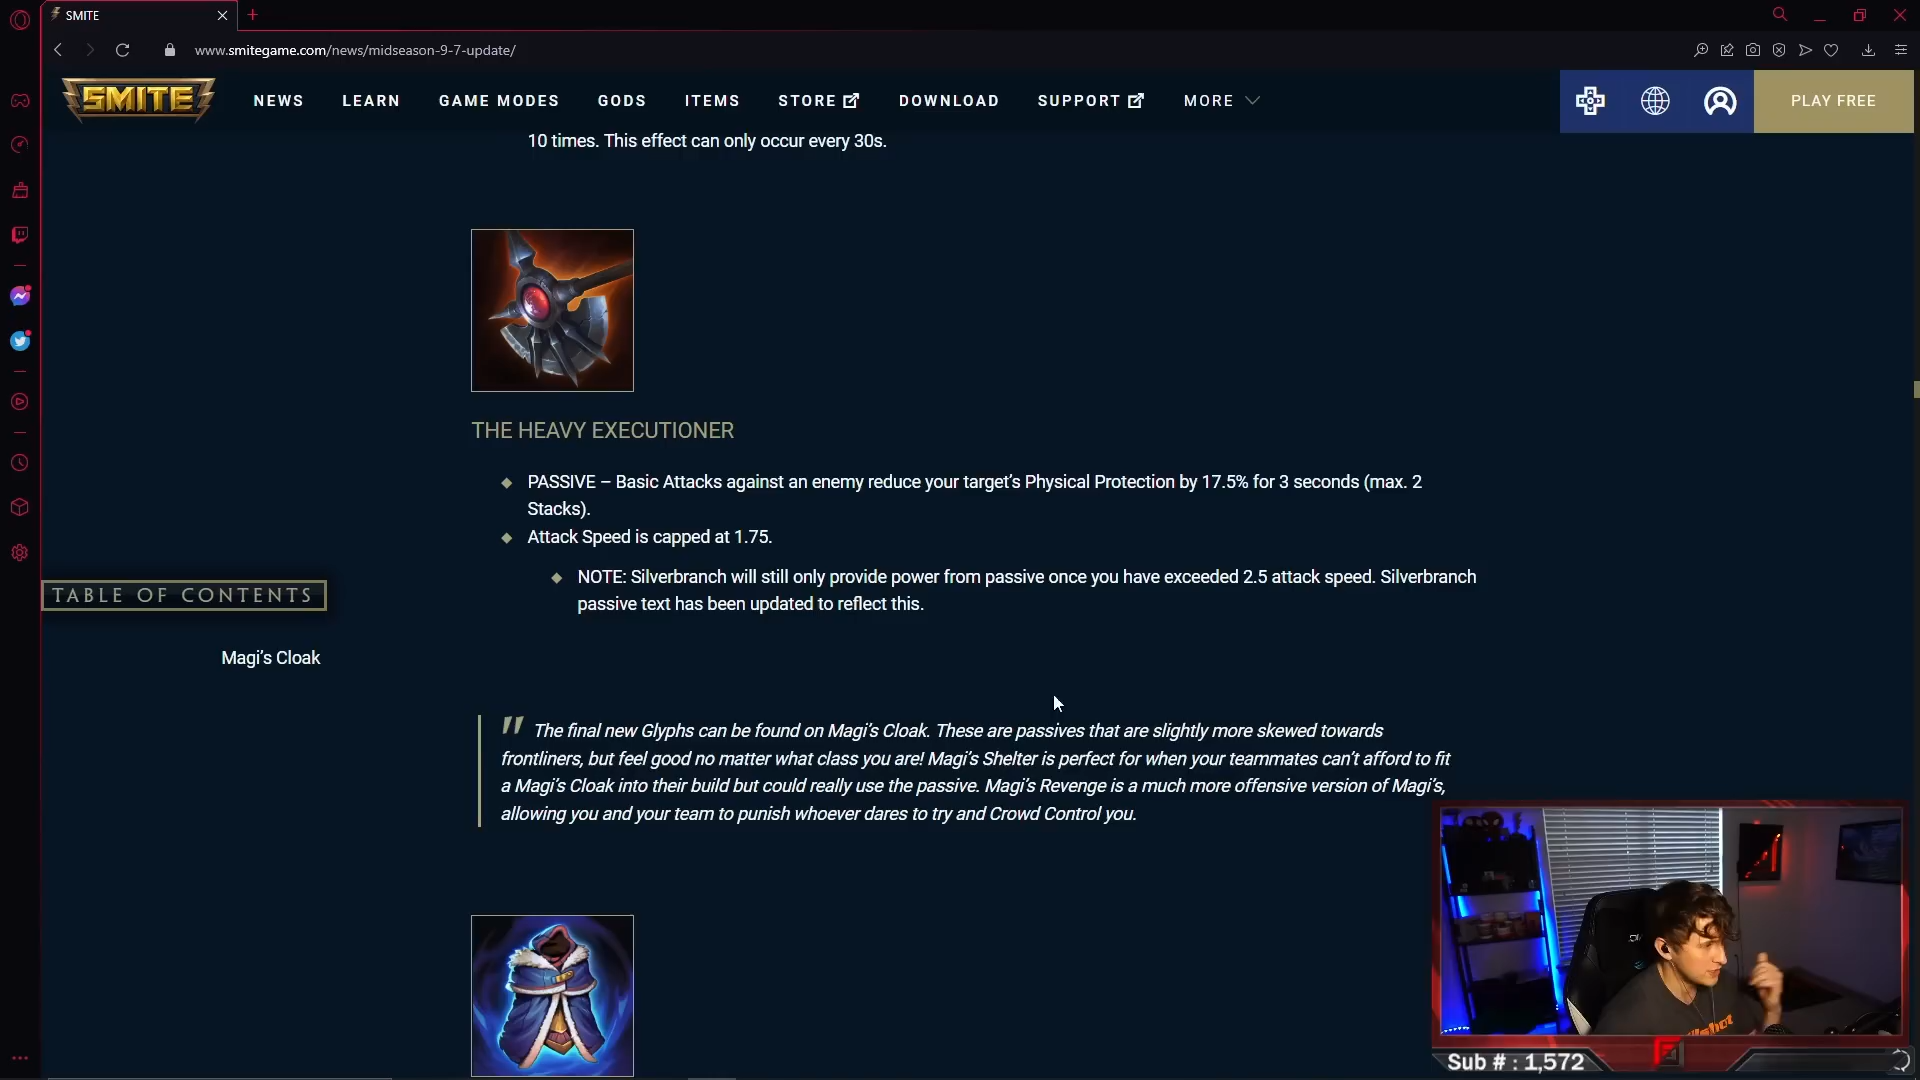 SMITE
www.smitegame.com/news/midseason-9-7-update/
SMITE
NEWS
LEARN
GAME MODES
GODS
ITEMS
STORE
DOWNLOAD
SUPPORT
MORE
PLAY FREE
10 times. This effect can only occur every 30s.
THE HEAVY EXECUTIONER
PASSIVE – Basic Attacks against an enemy reduce your target's Physical Protection by 17.5% for 3 seconds (max. 2
Stacks).
Attack Speed is capped at 1.75.
NOTE: Silverbranch will still only provide power from passive once you have exceeded 2.5 attack speed. Silverbranch
passive text has been updated to reflect this.
TABLE OF CONTENTS
Magi's Cloak
" The final new Glyphs can be found on Magi's Cloak. These are passives that are slightly more skewed towards
frontliners, but feel good no matter what class you are! Magi's Shelter is perfect for when your teammates can't afford to fit
a Magi's Cloak into their build but could really use the passive. Magi's Revenge is a much more offensive version of Magi's,
allowing you and your team to punish whoever dares to try and Crowd Control you.
Sub # : 1,572